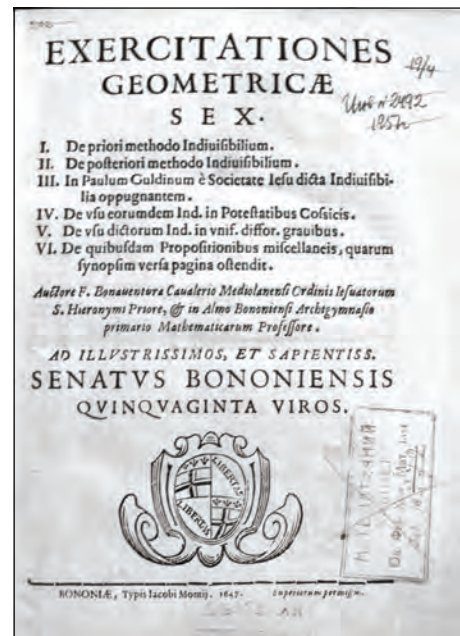 EXERCITATIONES
GEOMETRICÆ
SEX.
19/4
I. De priori methodo Indiuiſibilium.
II. De poſteriori methodo Indiuiſibilium.
III. In Paulum Guldinum è Societate Ieſu dicta Indiuiſibi-
lia oppugnantem.
IV. De vſu eorumdem Ind. in Poteſtatibus Coſſicis.
V. De vſu dictorum Ind. in vnif. diffor. grauibus.
VI. De quibuſdam Propoſitionibus miſcellaneis, quarum
ſynopſim verſa pagina oſtendit.
Auctore F. Bonauentura Caualerio Mediolanenſi Ordinis Ieſuatorum
S. Hieronymi Priore, & in Almo Bononienſi Archigymnaſio
primario Mathematicarum Profeſſore.
AD ILLVSTRISSIMOS, ET SAPIENTISS.
SENATVS BONONIENSIS
QVINQVAGINTA VIROS.
LIBERTAS
LIBERTAS
BONONIÆ, Typis Iacobi Montij. 1647. Superiorum permiſſu.